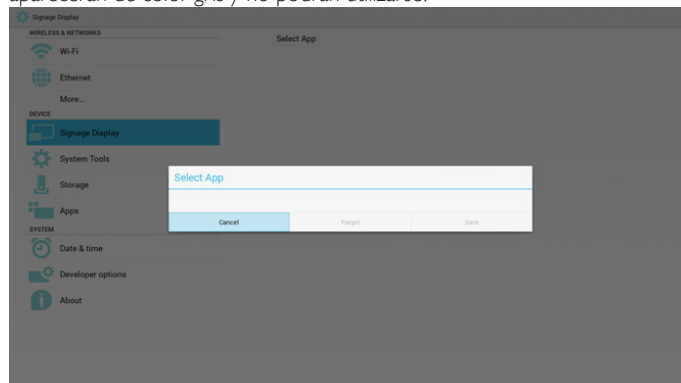 aparecerán de color gris y no podrán utilizarse.
Signage Display
WIRELESS & NETWORKS
Select App
Wi-Fi
Ethernet
More...
DEVICE
Signage Display
System Tools
Storage
Select App
Apps
Cancel Forget Save
SYSTEM
Date & time
Developer options
About